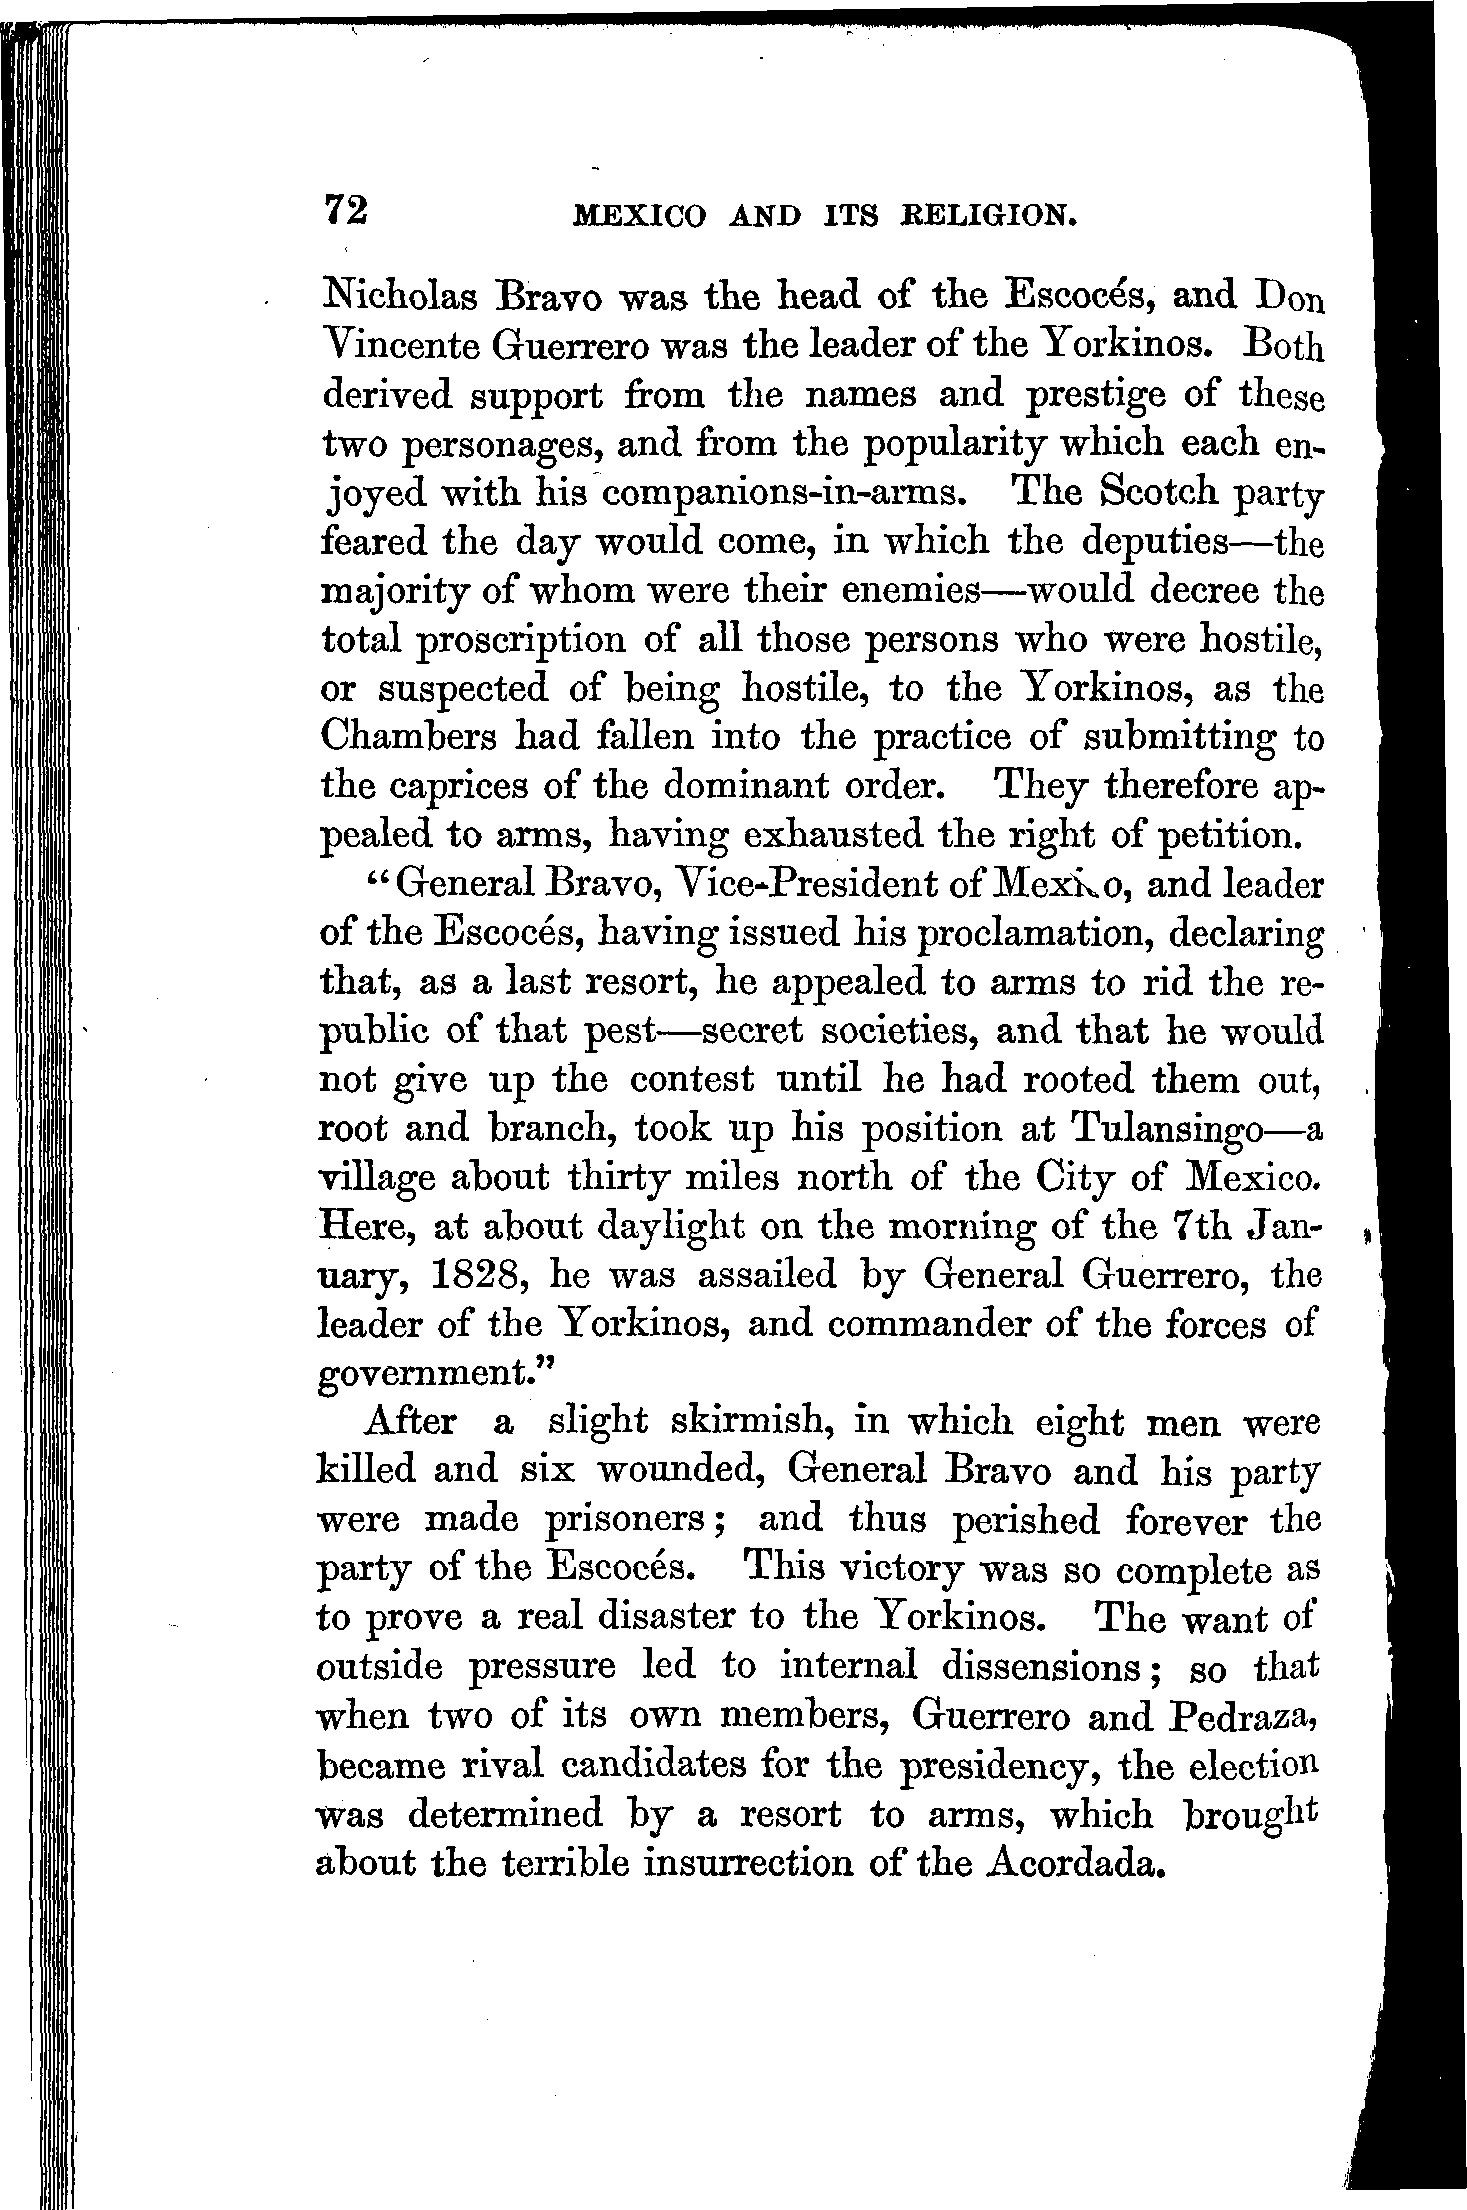 72 MEXICO AND ITS RELIGION.
Nicholas Bravo was the head of the Escocés, and Don
Vincente Guerrero was the leader of the Yorkinos. Both
derived support from the names and prestige of these
two personages, and from the popularity which each en-
joyed with his companions-in-arms. The Scotch party
feared the day would come, in which the deputies—the
majority of whom were their enemies—would decree the
total proscription of all those persons who were hostile,
or suspected of being hostile, to the Yorkinos, as the
Chambers had fallen into the practice of submitting to
the caprices of the dominant order. They therefore ap-
pealed to arms, having exhausted the right of petition.
“General Bravo, Vice-President of Mexico, and leader
of the Escocés, having issued his proclamation, declaring
that, as a last resort, he appealed to arms to rid the re-
public of that pest—secret societies, and that he would
not give up the contest until he had rooted them out,
root and branch, took up his position at Tulansingo—a
village about thirty miles north of the City of Mexico.
Here, at about daylight on the morning of the 7th Jan-
uary, 1828, he was assailed by General Guerrero, the
leader of the Yorkinos, and commander of the forces of
government.”
After a slight skirmish, in which eight men were
killed and six wounded, General Bravo and his party
were made prisoners; and thus perished forever the
party of the Escocés. This victory was so complete as
to prove a real disaster to the Yorkinos. The want of
outside pressure led to internal dissensions; so that
when two of its own members, Guerrero and Pedraza,
became rival candidates for the presidency, the election
was determined by a resort to arms, which brought
about the terrible insurrection of the Acordada.